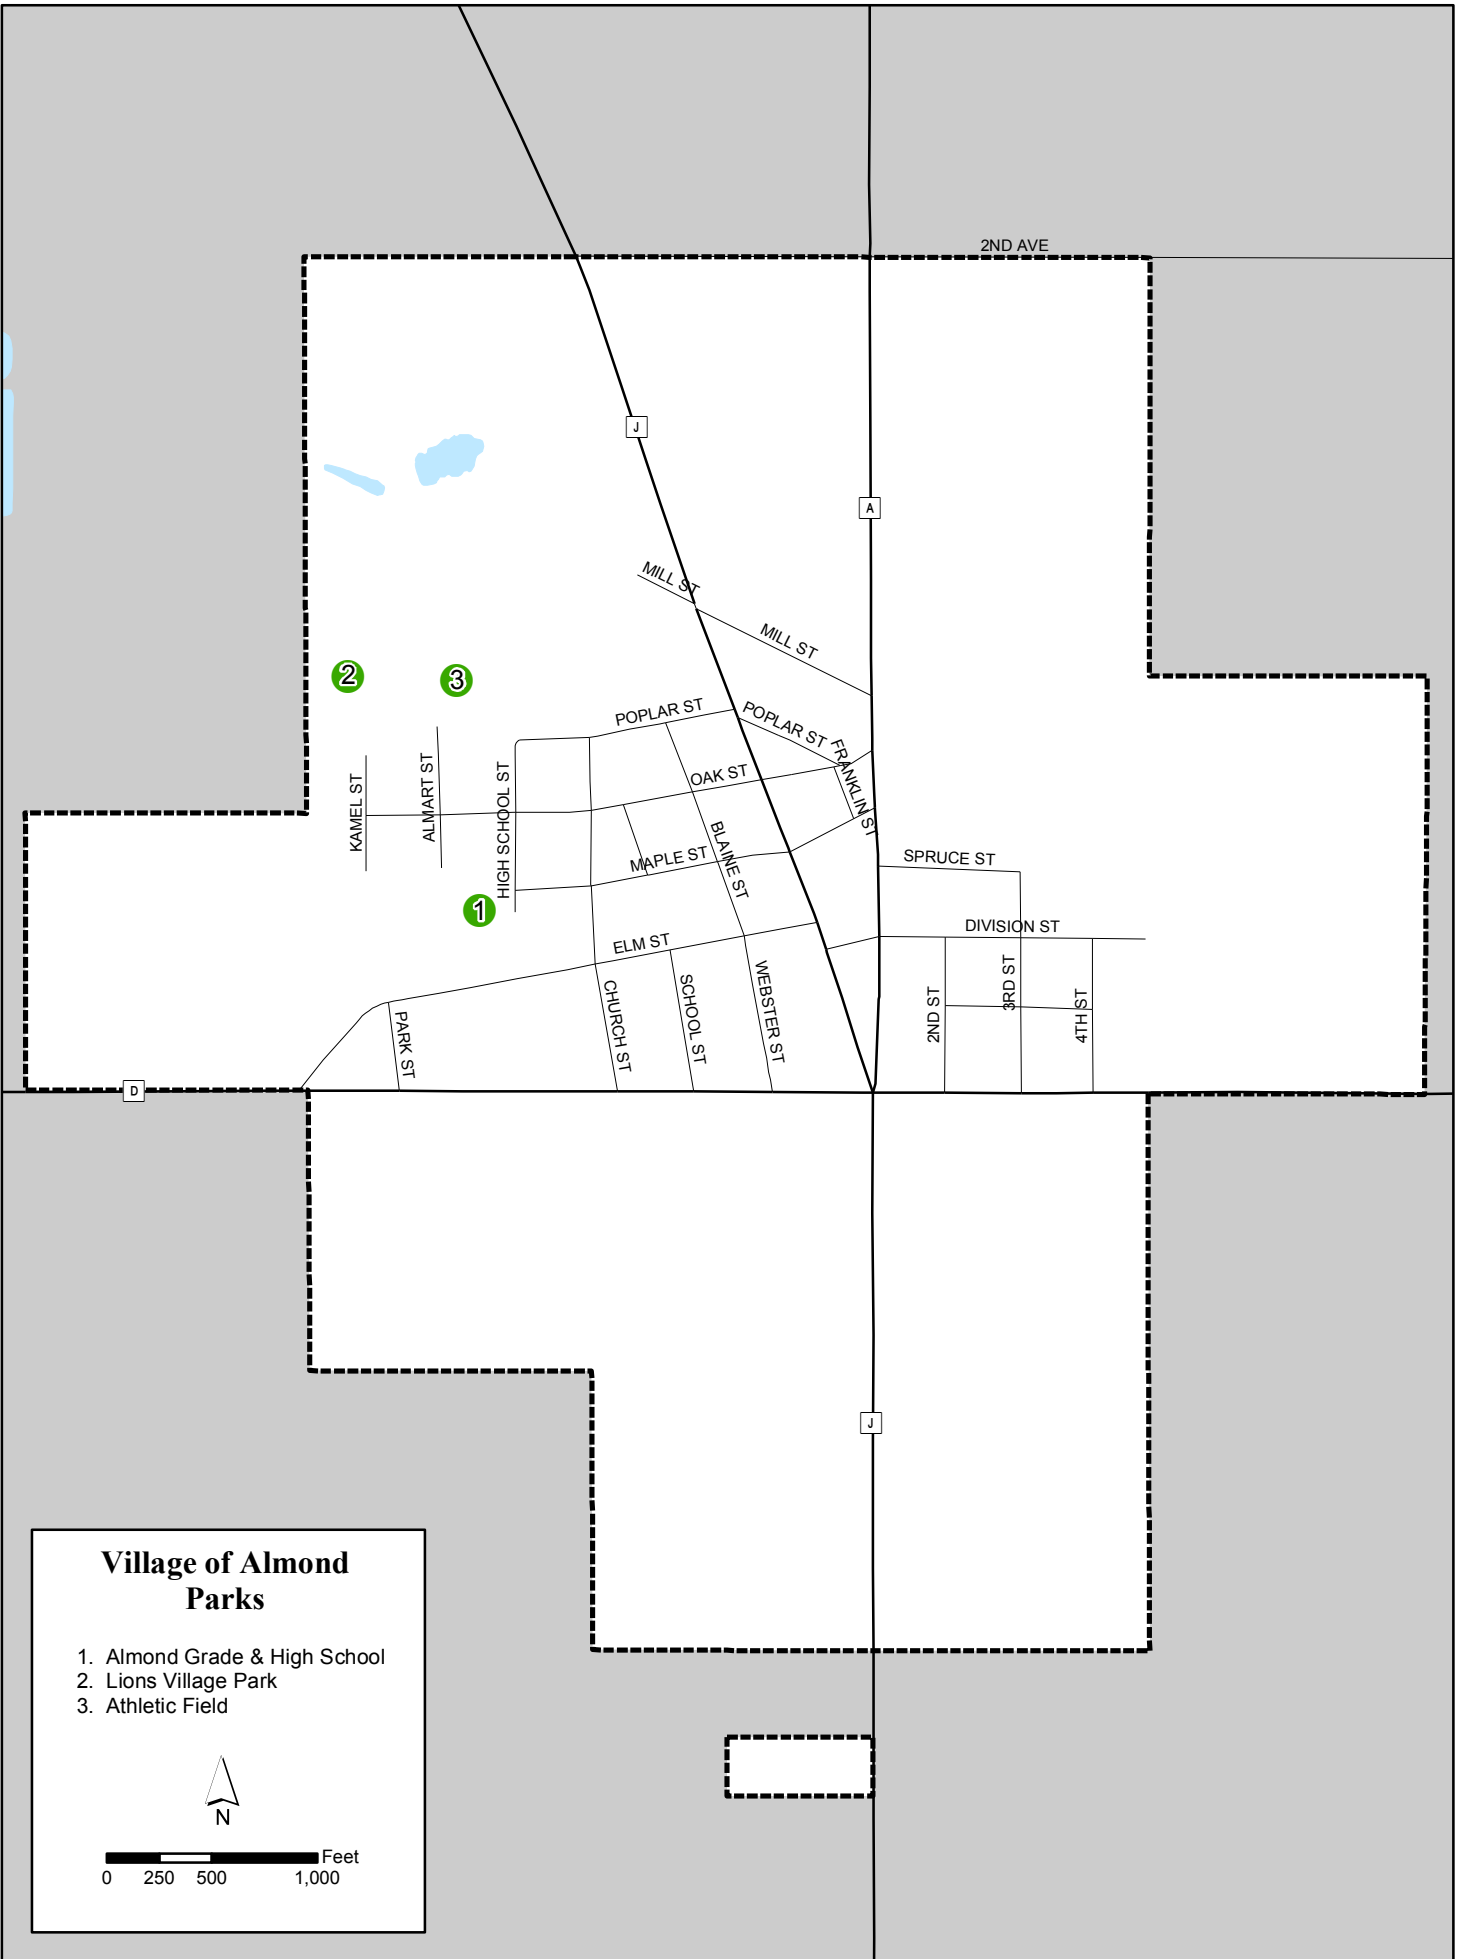 2ND AVE
J
A
MILL ST
MILL ST
2
3
POPLAR ST
POPLAR ST
FRANKLIN ST
OAK ST
KAMEL ST
ALMART ST
HIGH SCHOOL ST
BLAINE ST
MAPLE ST
SPRUCE ST
1
DIVISION ST
ELM ST
PARK ST
CHURCH ST
SCHOOL ST
WEBSTER ST
2ND ST
3RD ST
4TH ST
D
J
Village of Almond
Parks
1. Almond Grade & High School
2. Lions Village Park
3. Athletic Field
N
Feet
0 250 500 1,000